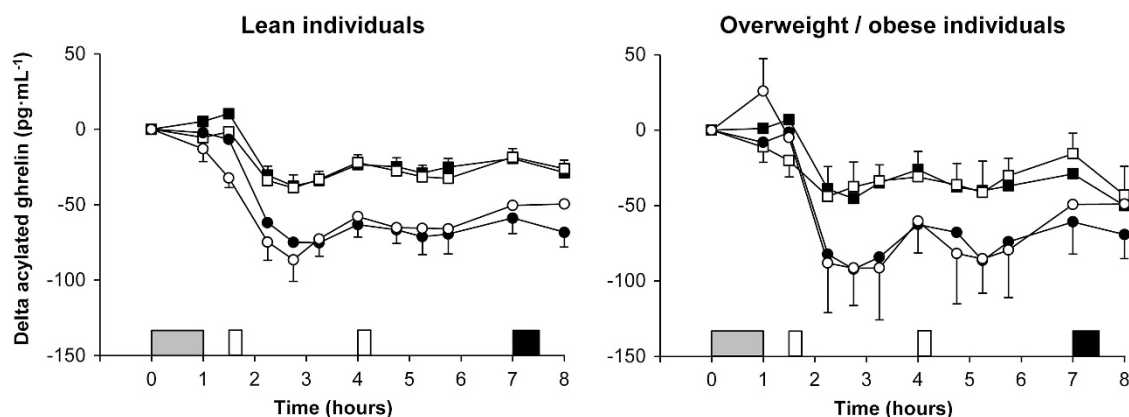 Lean individuals
Overweight / obese individuals
Delta acylated ghrelin (pg·mL⁻¹)
50
0
-50
-100
-150
50
0
-50
-100
-150
0 1 2 3 4 5 6 7 8
0 1 2 3 4 5 6 7 8
Time (hours)
Time (hours)